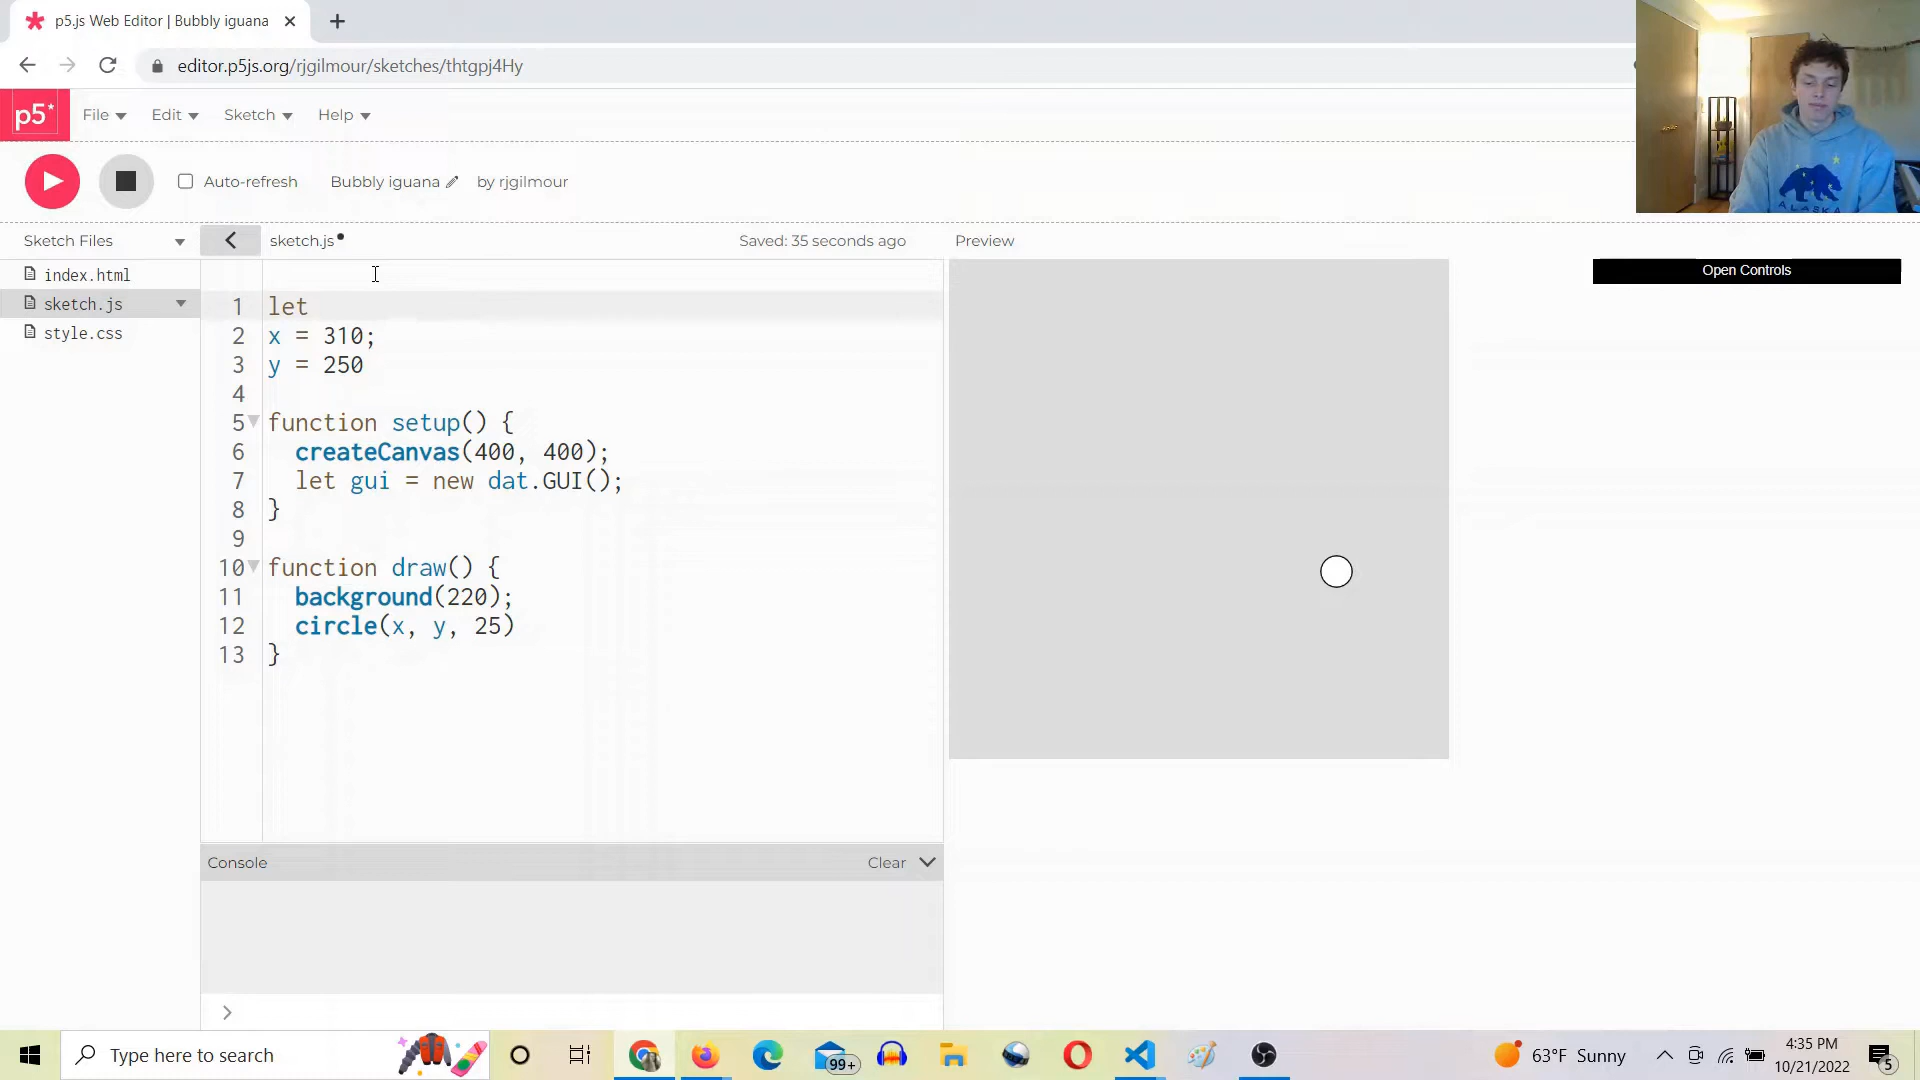 p5.js Web Editor | Bubbly iguana
editor.p5js.org/rjgilmour/sketches/thtgpj4Hy
p5*
File
Edit
Sketch
Help
Auto-refresh
Bubbly iguana
by rjgilmour
Sketch Files
sketch.js
Saved: 35 seconds ago
Preview
index.html
sketch.js
style.css
Open Controls
1 let
2 x = 310;
3 y = 250
4
5 function setup() {
6 createCanvas(400, 400);
7 let gui = new dat.GUI();
8 }
9
10 function draw() {
11 background(220);
12 circle(x, y, 25)
13 }
Console
Clear
ALASKA
Type here to search
99+
63°F Sunny
4:35 PM
10/21/2022
5